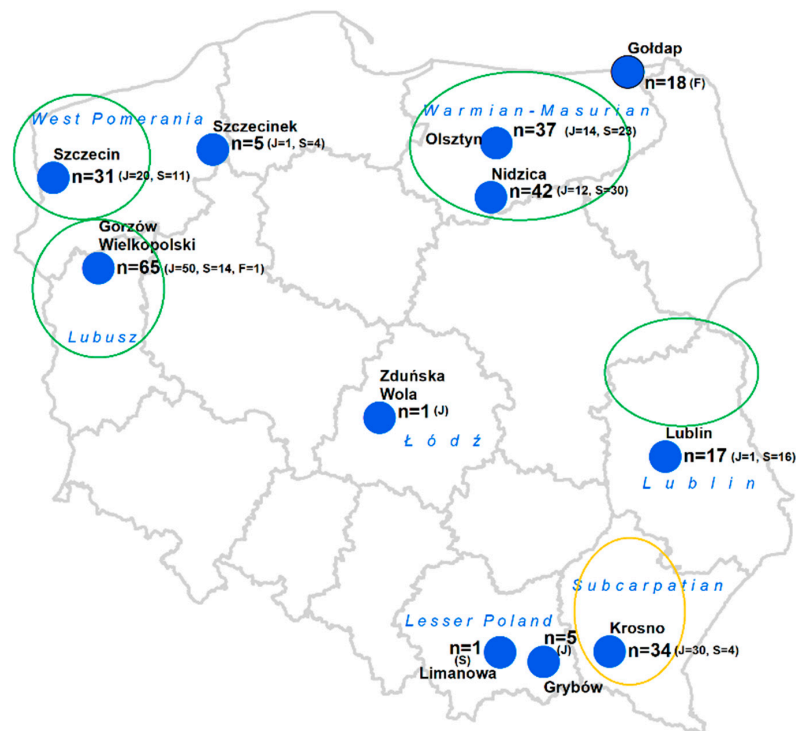 Gołdap
n=18 (F)
Warmian-Masurian
Olsztyn
n=37 (J=14, S=23)
Nidzica
n=42 (J=12, S=30)
West Pomerania
Szczecinek
n=5 (J=1, S=4)
Szczecin
n=31 (J=20, S=11)
Gorzów
Wielkopolski
n=65 (J=50, S=14, F=1)
Lubusz
Zduńska
Wola
n=1 (J)
Łódź
Lublin
n=17 (J=1, S=16)
Lublin
Subcarpatian
Krosno
n=34 (J=30, S=4)
Lesser Poland
n=1
(S)
Limanowa
n=5
(J)
Grybów